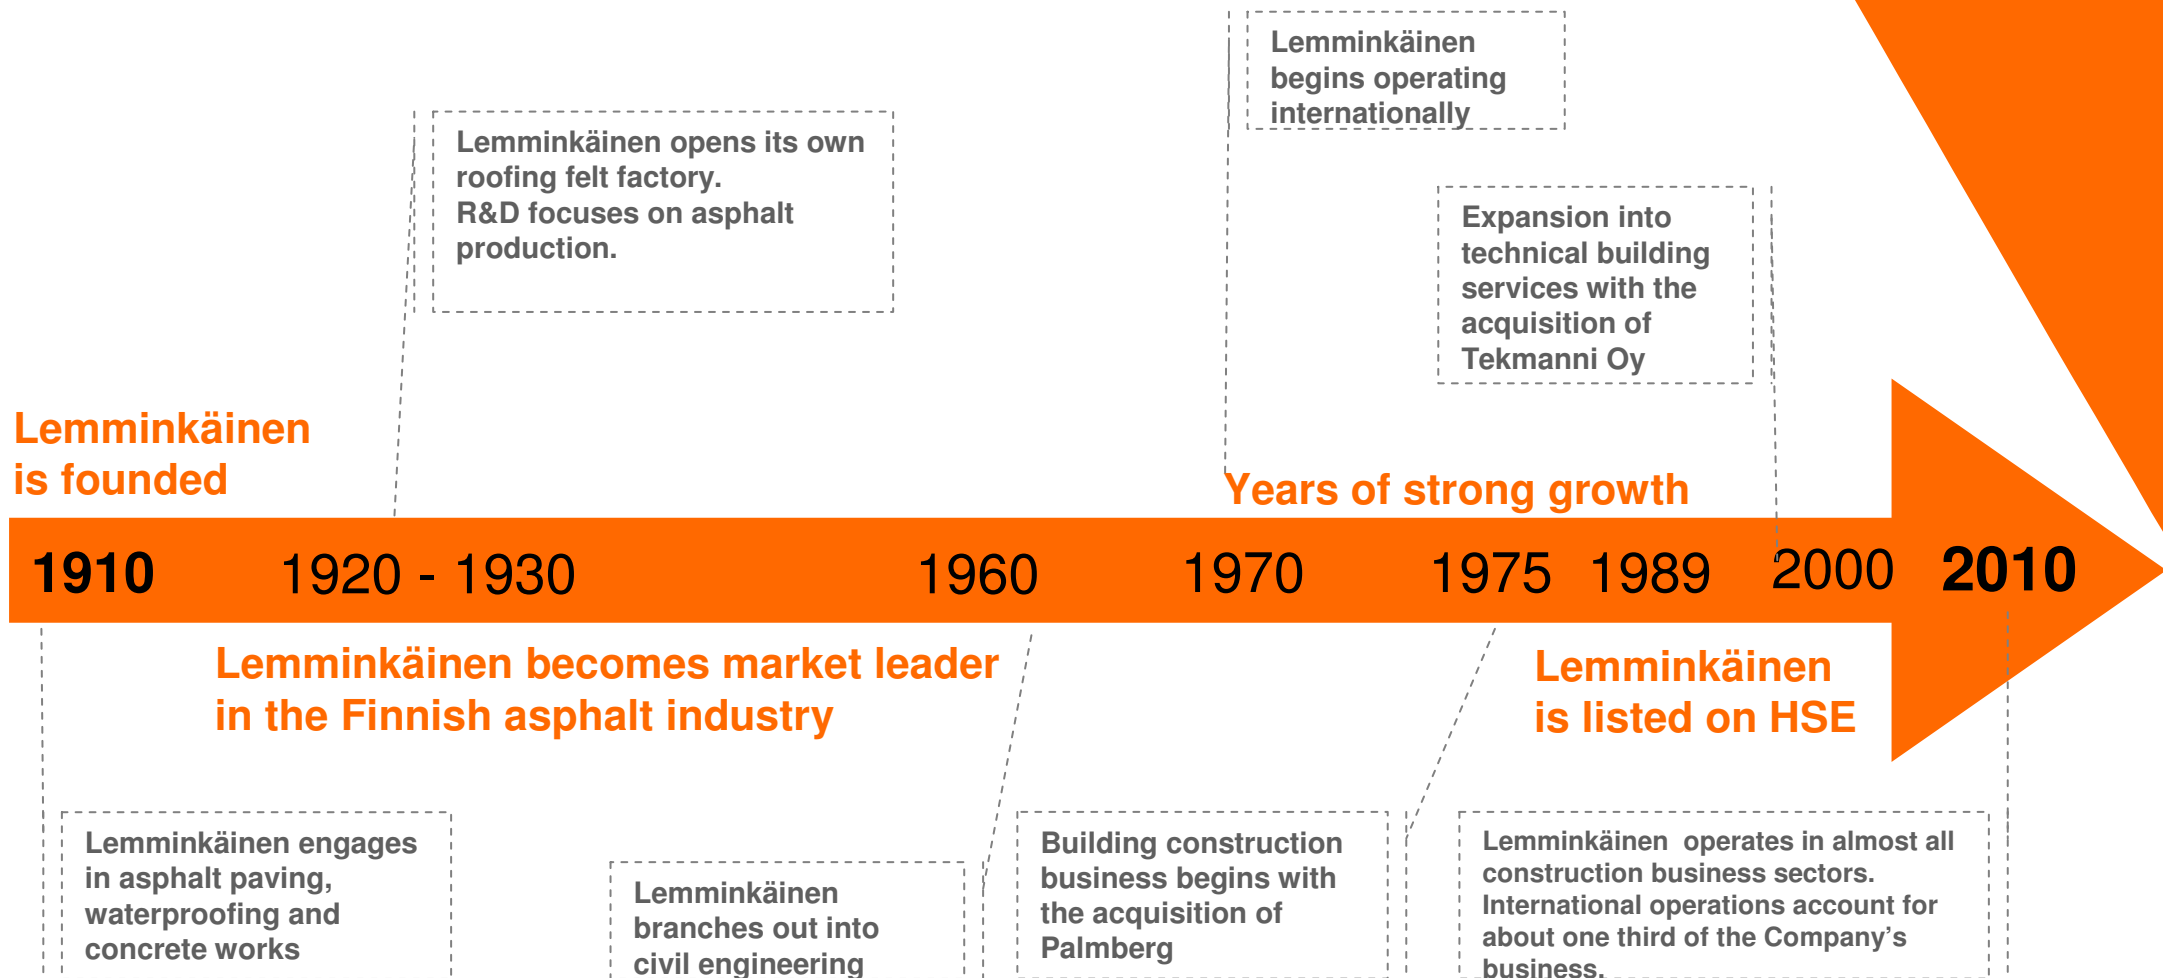 Lemminkäinen
begins operating
internationally
Lemminkäinen opens its own
roofing felt factory.
R&D focuses on asphalt
production.
Expansion into
technical building
services with the
acquisition of
Tekmanni Oy
Lemminkäinen
is founded
Years of strong growth
1910 1920 - 1930 1960 1970 1975 1989 2000 2010
Lemminkäinen becomes market leader
in the Finnish asphalt industry
Lemminkäinen
is listed on HSE
Lemminkäinen engages
in asphalt paving,
waterproofing and
concrete works
Lemminkäinen
branches out into
civil engineering
Building construction
business begins with
the acquisition of
Palmberg
Lemminkäinen operates in almost all
construction business sectors.
International operations account for
about one third of the Company's
business.